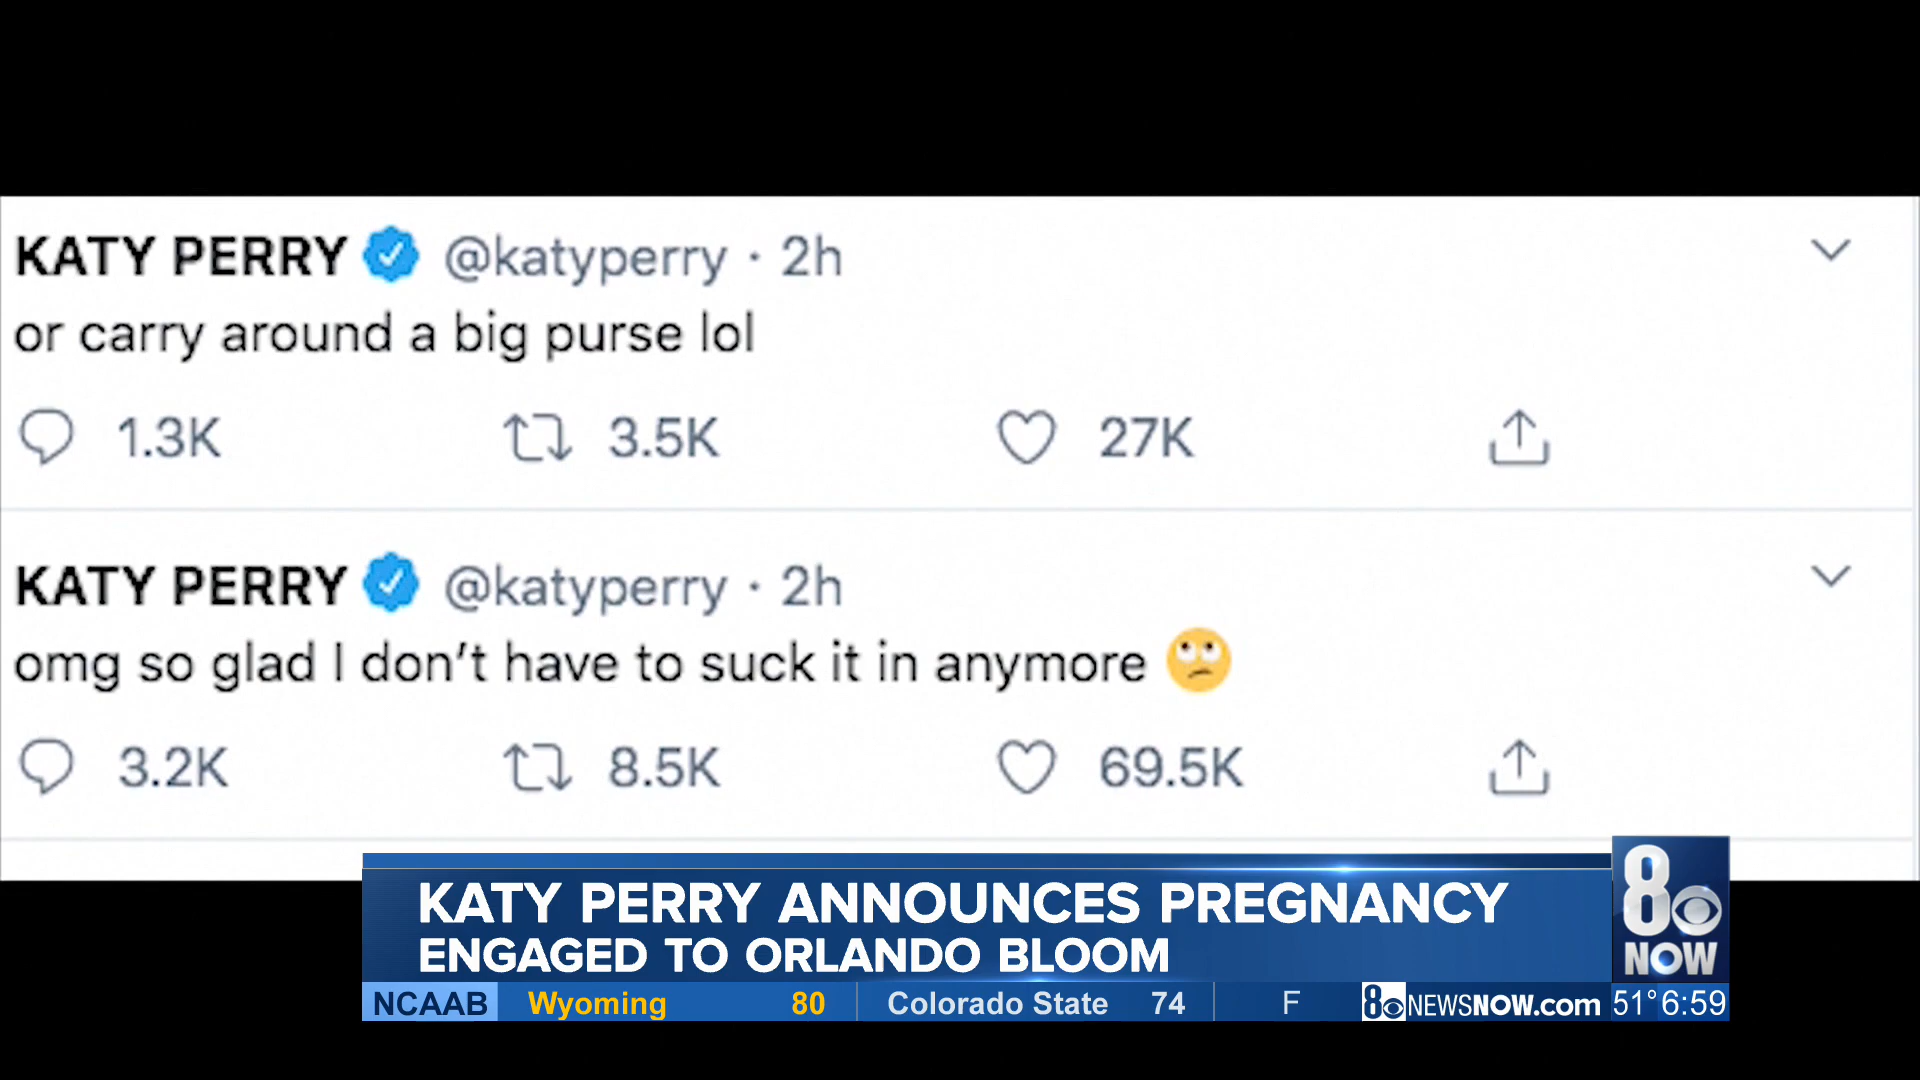 KATY PERRY @katyperry · 2h
or carry around a big purse lol
1.3K 3.5K 27K
KATY PERRY @katyperry · 2h
omg so glad I don't have to suck it in anymore 🙄
3.2K 8.5K 69.5K
KATY PERRY ANNOUNCES PREGNANCY
ENGAGED TO ORLANDO BLOOM
8 NOW
NCAAB Wyoming 80 Colorado State 74 F 8NEWSNOW.com 51° 6:59